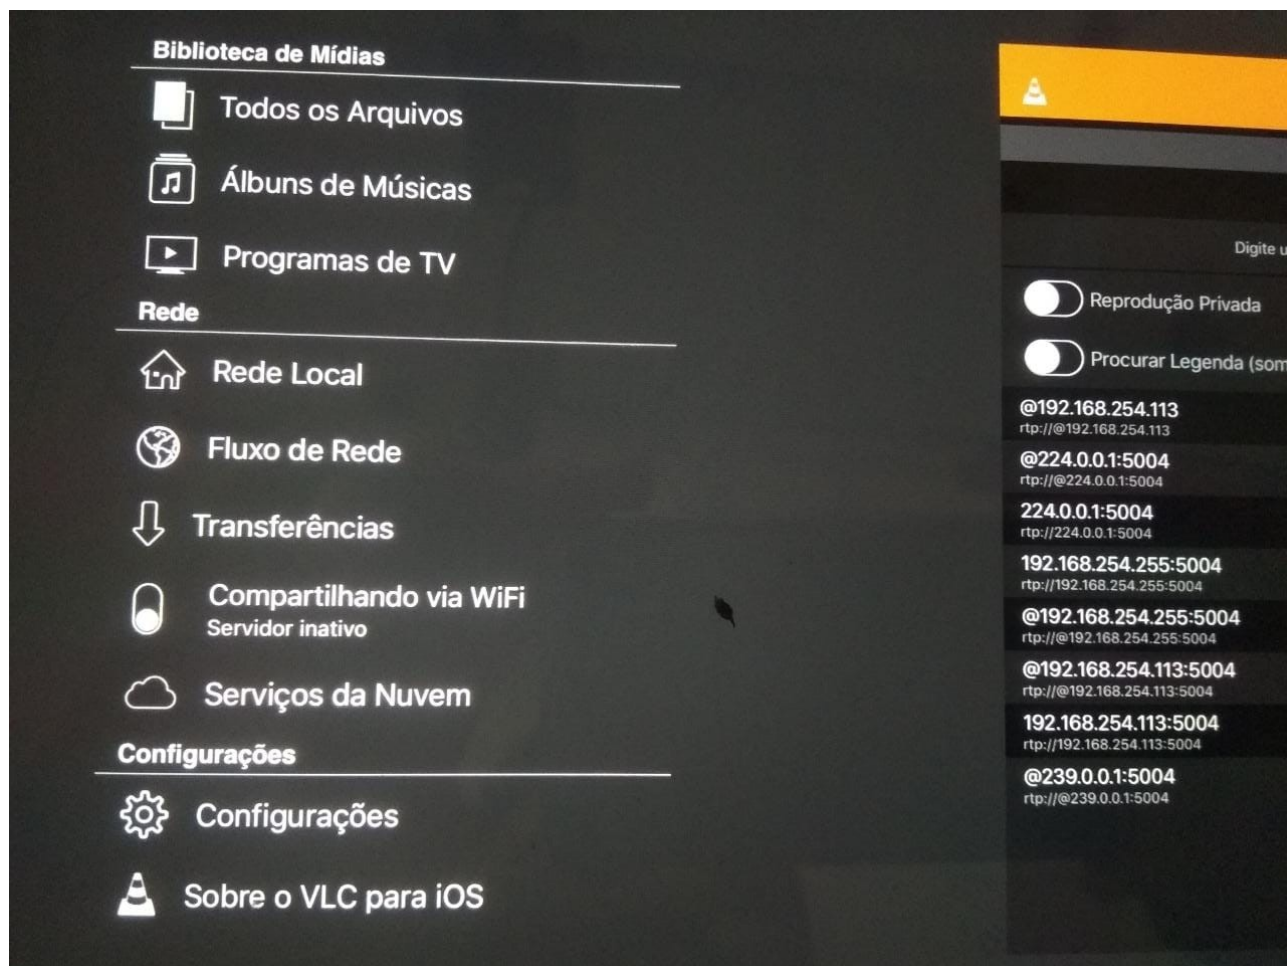 Biblioteca de Mídias
Todos os Arquivos
Álbuns de Músicas
Programas de TV
Rede
Rede Local
Fluxo de Rede
Transferências
Compartilhando via WiFi
Servidor inativo
Serviços da Nuvem
Configurações
Configurações
Sobre o VLC para iOS
Digite u
Reprodução Privada
Procurar Legenda (som
@192.168.254.113
rtp://@192.168.254.113
@224.0.0.1:5004
rtp://@224.0.0.1:5004
224.0.0.1:5004
rtp://224.0.0.1:5004
192.168.254.255:5004
rtp://192.168.254.255:5004
@192.168.254.255:5004
rtp://@192.168.254.255:5004
@192.168.254.113:5004
rtp://@192.168.254.113:5004
192.168.254.113:5004
rtp://192.168.254.113:5004
@239.0.0.1:5004
rtp://@239.0.0.1:5004